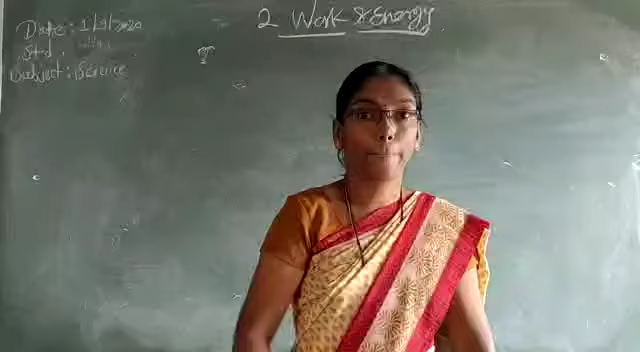 2 Work & Energy
Date :
Std :
Subject : Science